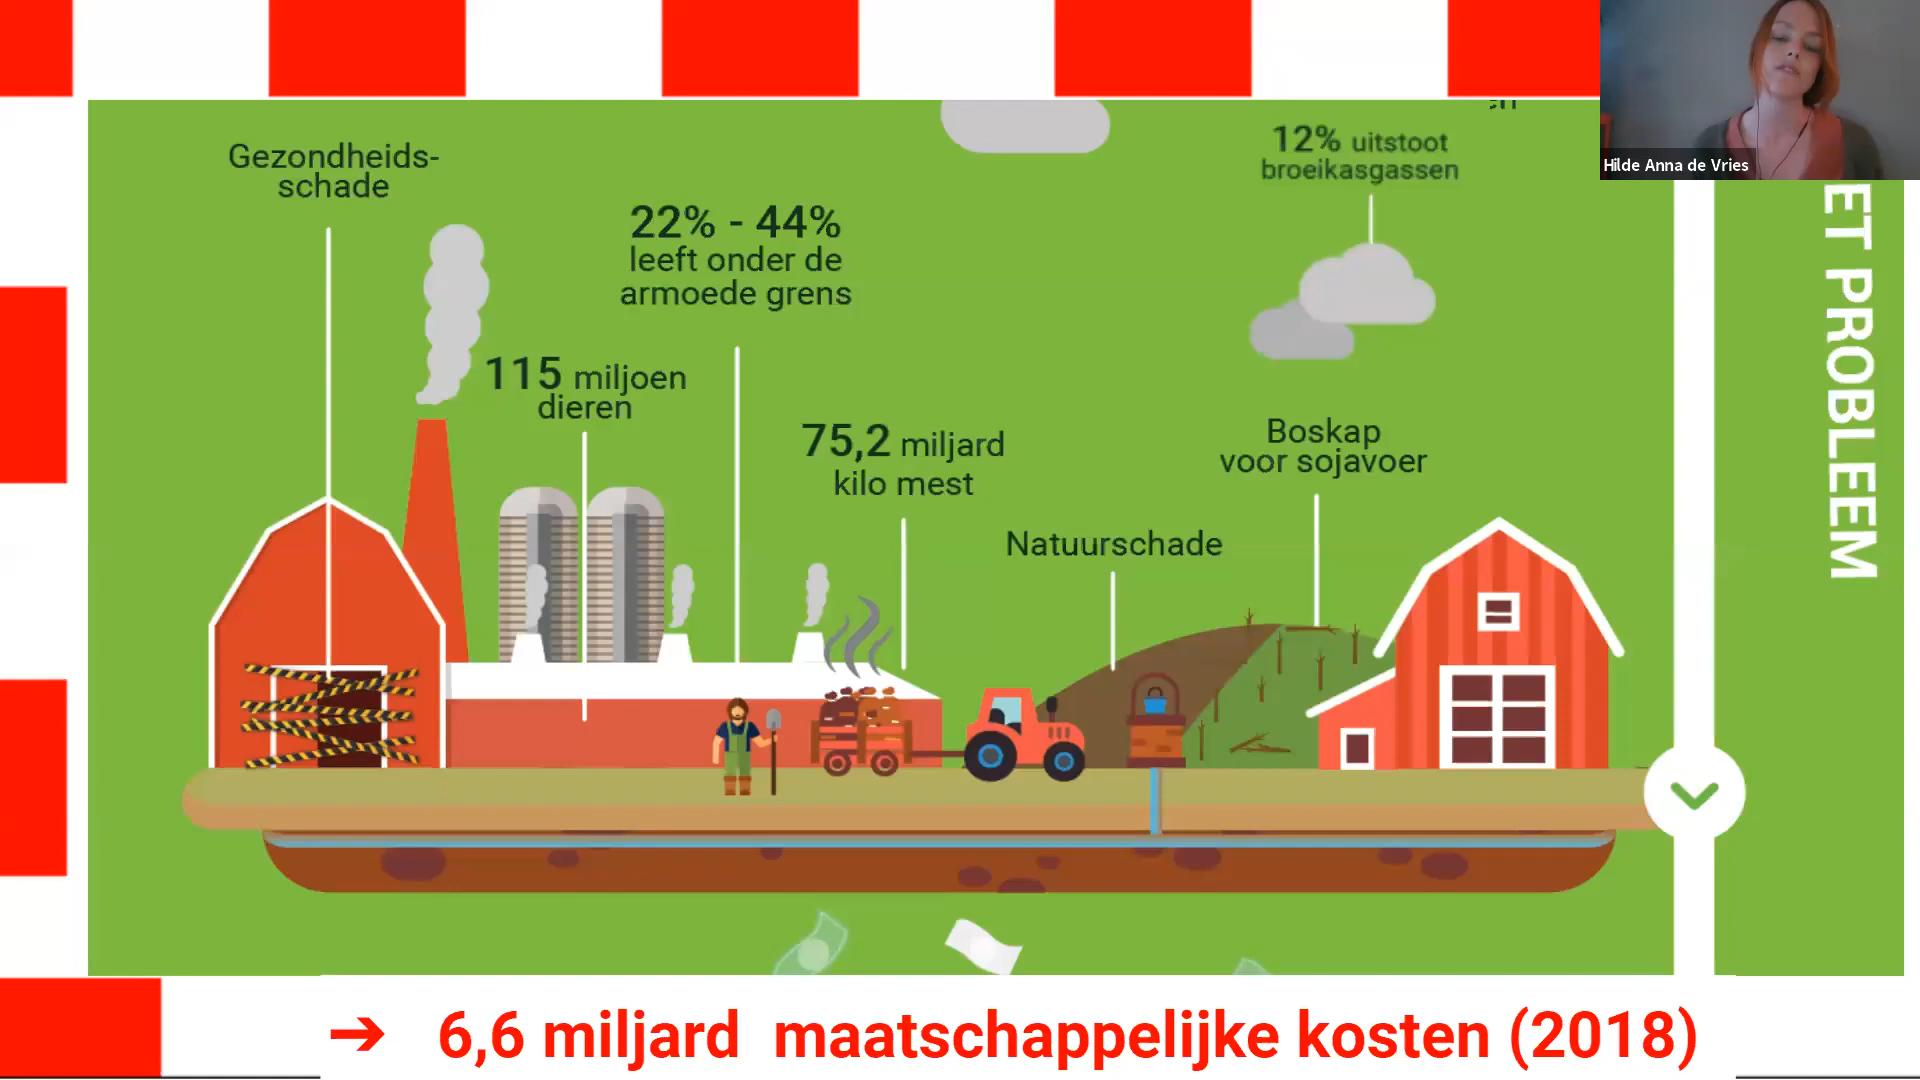 Gezondheids-
schade
22% - 44%
leeft onder de
armoede grens
115 miljoen
dieren
75,2 miljard
kilo mest
Natuurschade
12% uitstoot
broeikasgassen
Boskap
voor sojavoer
ET PROBLEEM
Hilde Anna de Vries
➔ 6,6 miljard maatschappelijke kosten (2018)